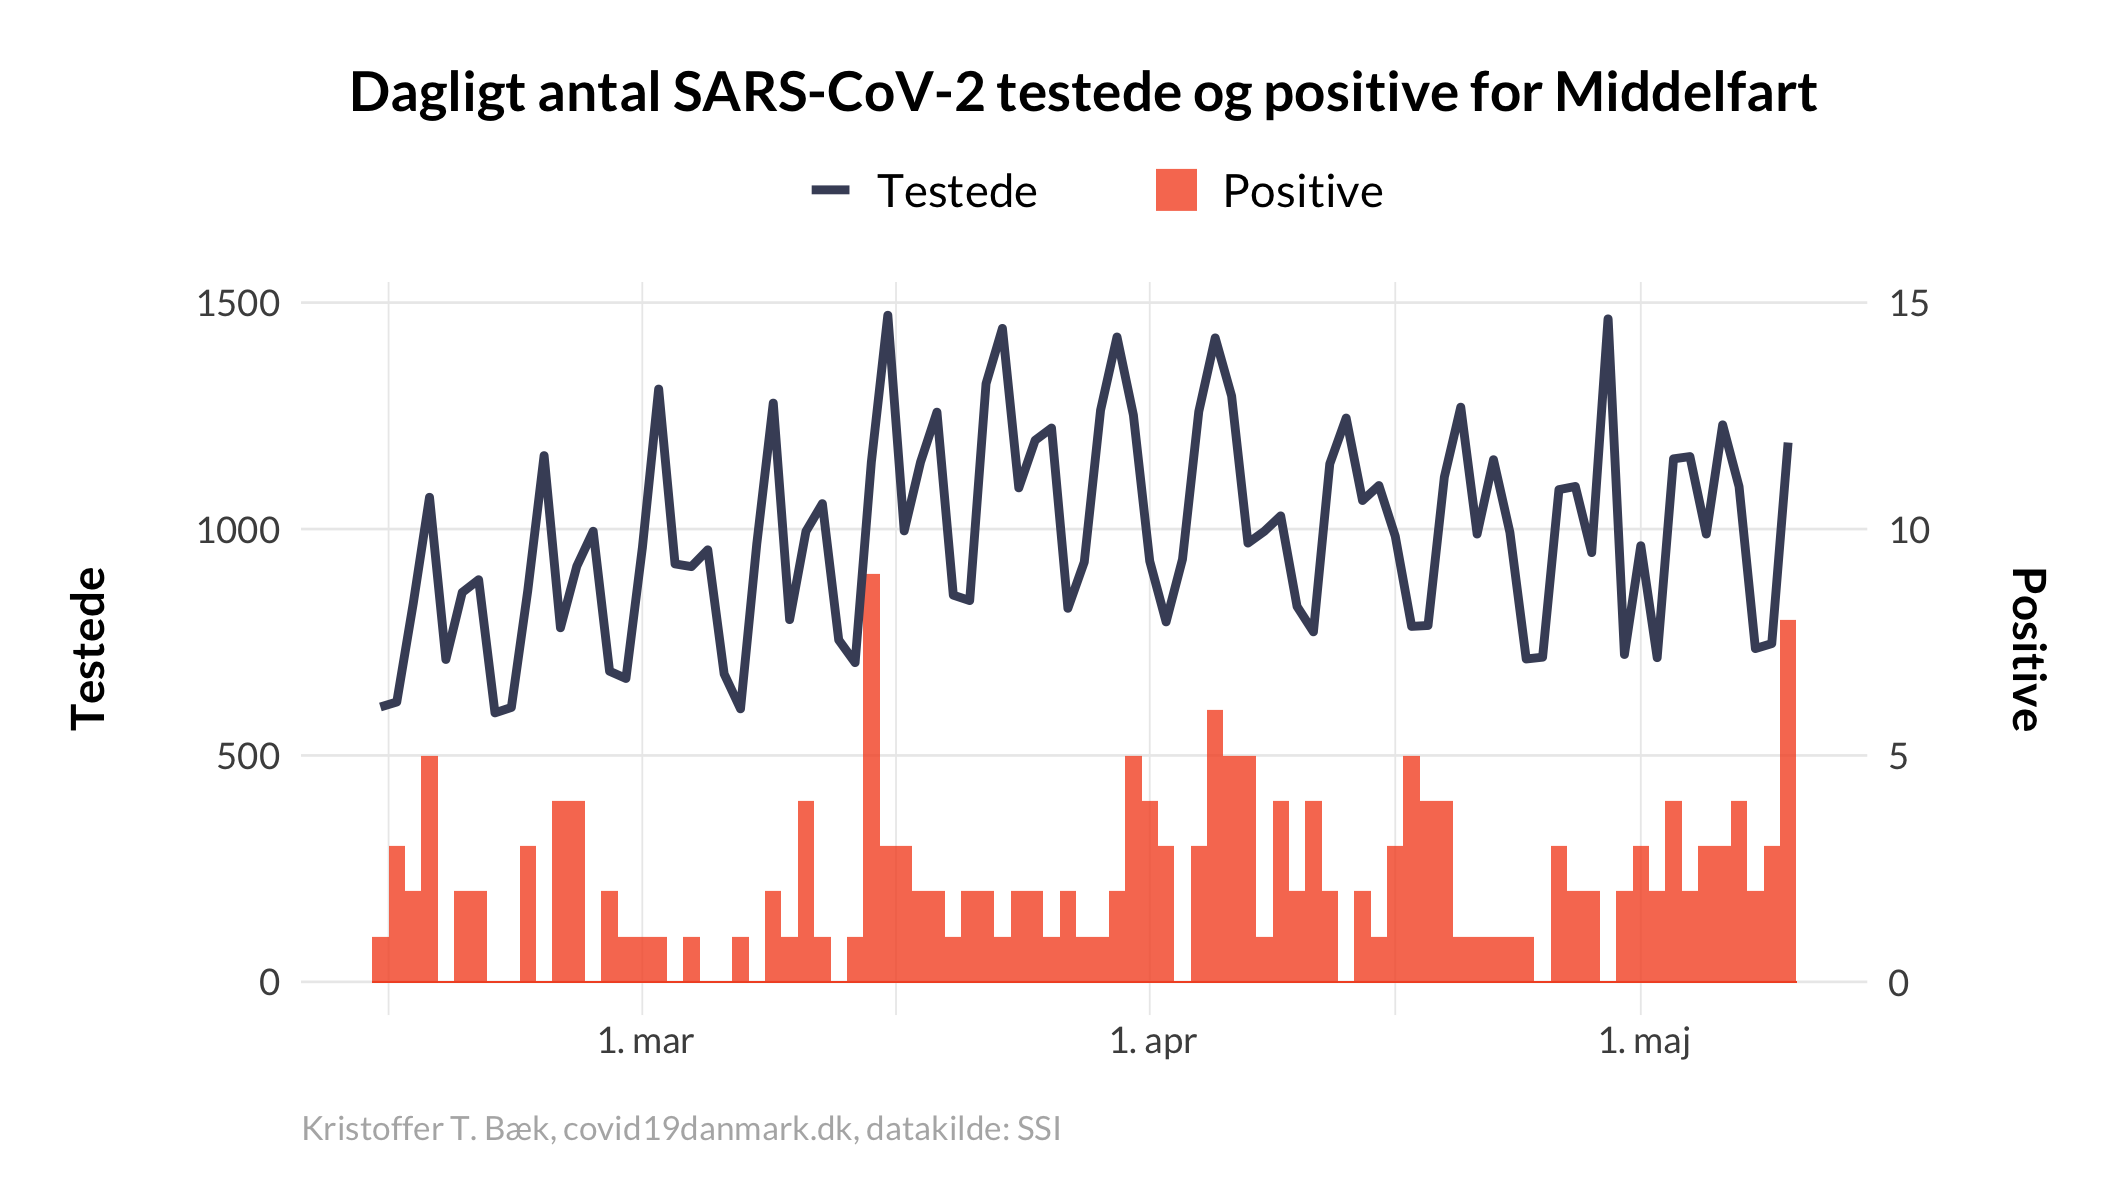 Dagligt antal SARS-CoV-2 testede og positive for Middelfart
Testede
Positive
1500
1000
500
0
Testede
15
10
5
0
Positive
1. mar
1. apr
1. maj
Kristoffer T. Bæk, covid19danmark.dk, datakilde: SSI